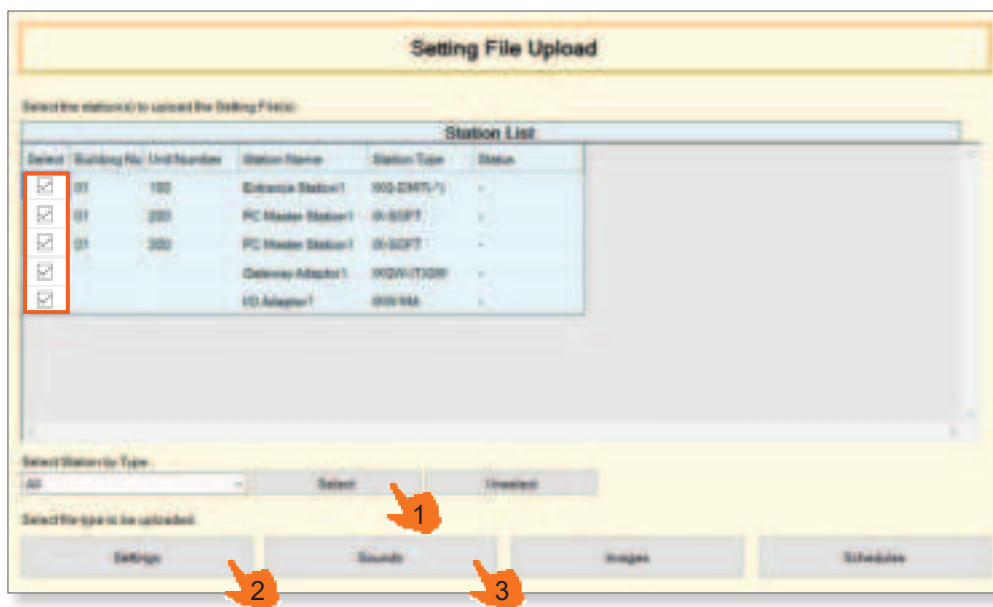 Setting File Upload
Select the station(s) to upload the Setting File(s).
Station List
Select Building Nu Unit Number Station Name Station Type Status
01 100 Entrance Station1 -
01 200 PC Master Station1 IX-SOFT -
01 300 PC Master Station1 IX-SOFT -
Gateway Adaptor1 -
I/O Adaptor1 -
Select Station by Type
All Select Unselect
1
Select file type to be uploaded.
Settings Sounds Images Schedules
2 3